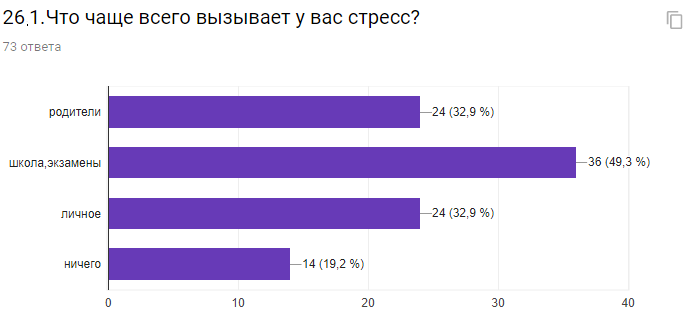 26,1.Что чаще всего вызывает у вас стресс?
73 ответа
родители
24 (32,9 %)
школа,экзамены
36 (49,3 %)
личное
24 (32,9 %)
ничего
14 (19,2 %)
0 10 20 30 40